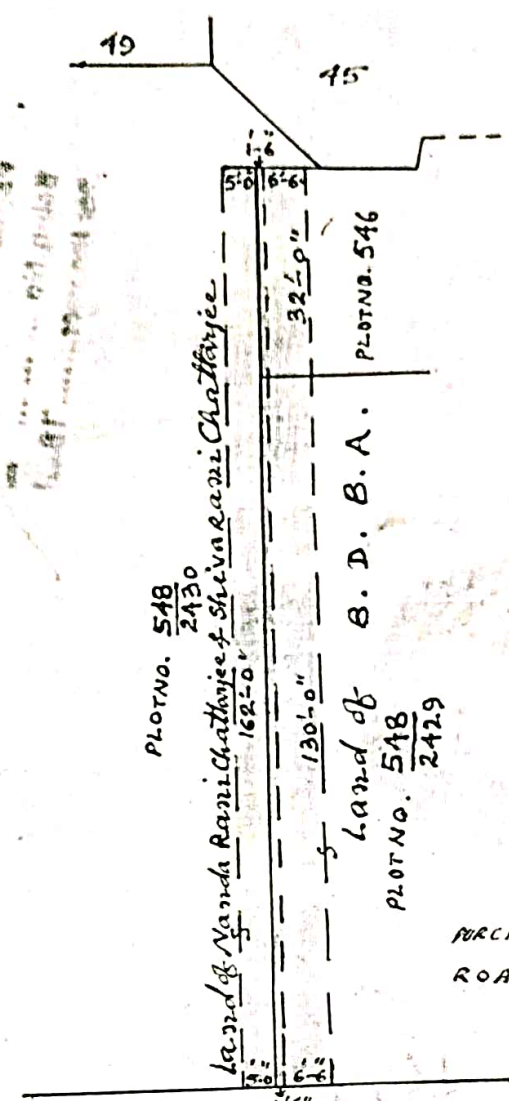 49
45
1'-6"
5'-0"
6'-6"
32'-0"
PLOT NO. 546
Land of Nanda Rani Chatterjee & Shiva Rani Chatterjee
PLOT NO. 548
2430
162'-0"
130'-0"
Land of B. D. B. A.
PLOT NO. 548
2429
ROA
5'-0"
6'-6"